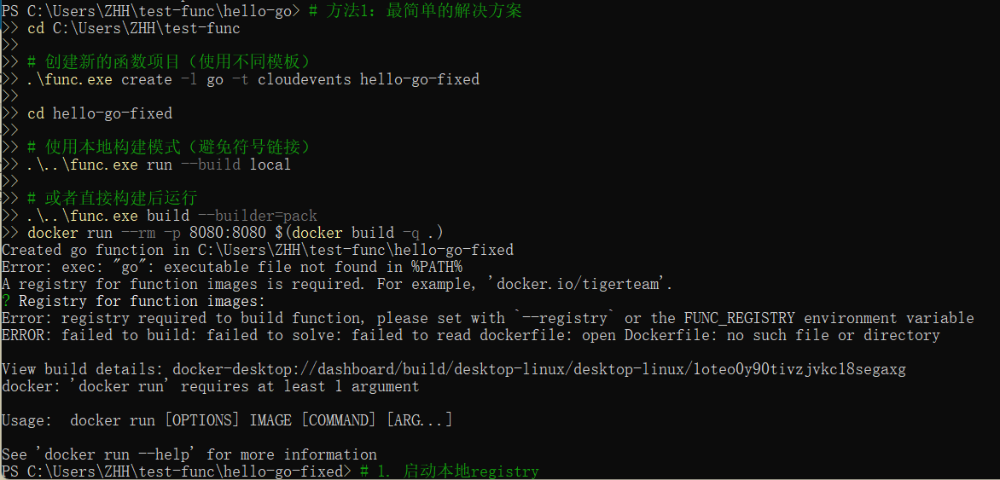 PS C:\Users\ZHH\test-func\hello-go> # 方法1: 最简单的解决方案
>> cd C:\Users\ZHH\test-func
>>
>> # 创建新的函数项目（使用不同模板）
>> .\func.exe create -l go -t cloudevents hello-go-fixed
>>
>> cd hello-go-fixed
>>
>> # 使用本地构建模式（避免符号链接）
>> .\..\func.exe run --build local
>>
>> # 或者直接构建后运行
>> .\..\func.exe build --builder=pack
>> docker run --rm -p 8080:8080 $(docker build -q .)
Created go function in C:\Users\ZHH\test-func\hello-go-fixed
Error: exec: "go": executable file not found in %PATH%
A registry for function images is required. For example, 'docker.io/tigerteam'.
? Registry for function images:
Error: registry required to build function, please set with `--registry` or the FUNC_REGISTRY environment variable
ERROR: failed to build: failed to solve: failed to read dockerfile: open Dockerfile: no such file or directory
View build details: docker-desktop://dashboard/build/desktop-linux/desktop-linux/loteo0y90tivzjvkcl8segaxg
docker: 'docker run' requires at least 1 argument
Usage:  docker run [OPTIONS] IMAGE [COMMAND] [ARG...]
See 'docker run --help' for more information
PS C:\Users\ZHH\test-func\hello-go-fixed> # 1. 启动本地registry